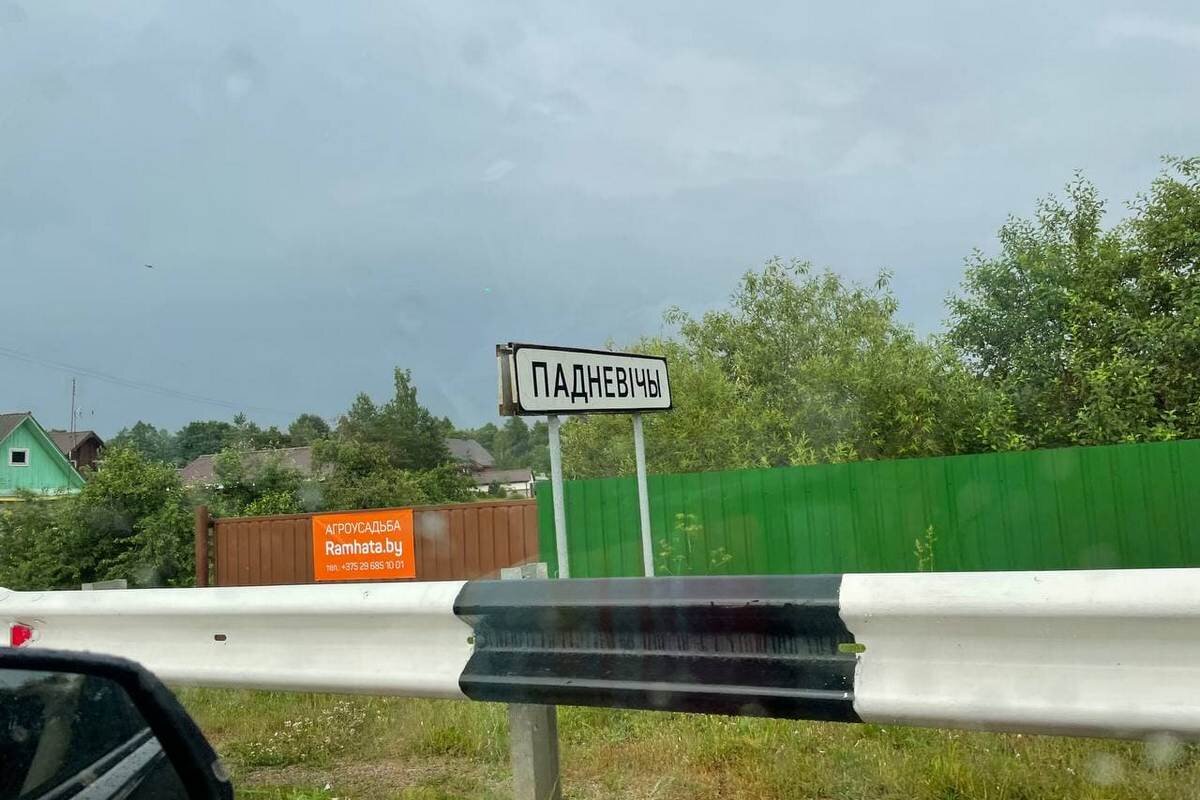 ПАДНЕВІЧЫ
АГРОУСАДЬБА
Ramhata.by
тел. +375 29 685 10 01